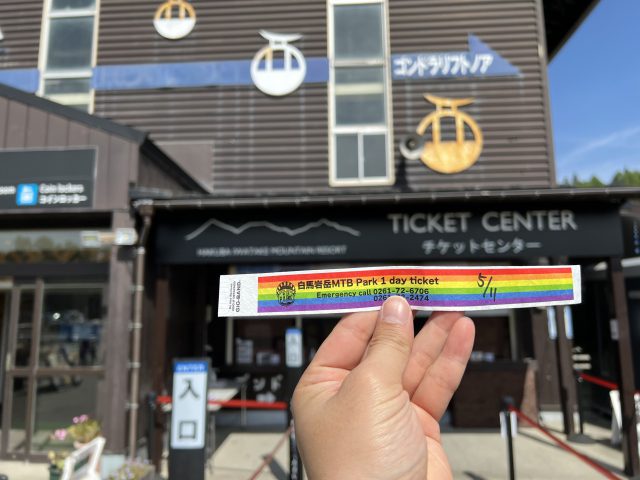 ゴンドラリフトノア
Coin lockers
コインロッカー
HAKUBA IWATAKE MOUNTAIN RESORT
TICKET CENTER
チケットセンター
白馬岩岳MTB Park 1 day ticket
Emergency call 0261-72-6706
0261-72-2474
5/11
入口